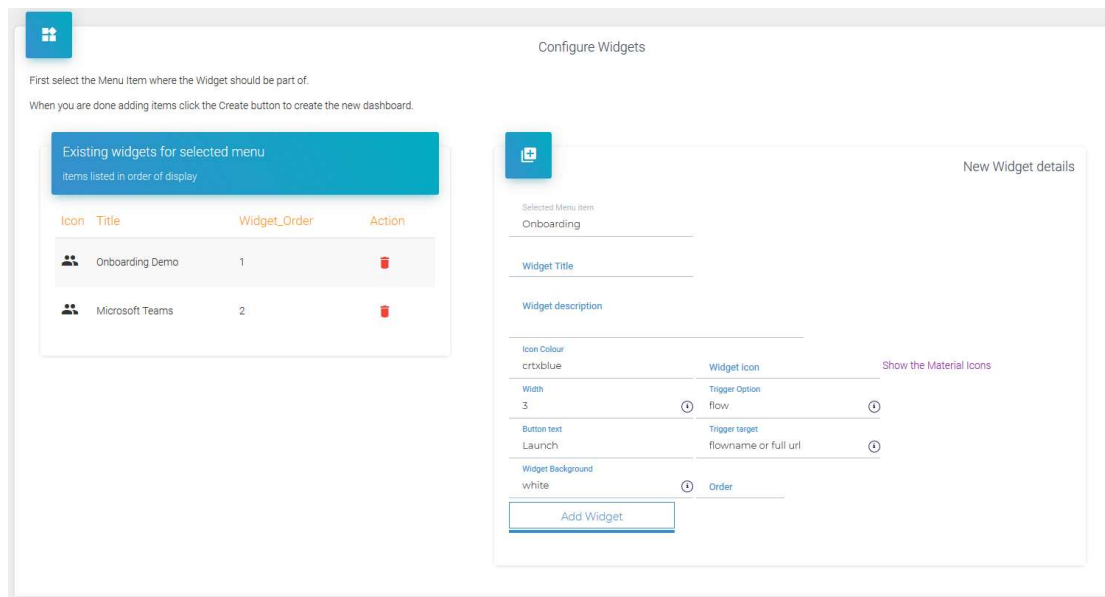 Configure Widgets
First select the Menu Item where the Widget should be part of.
When you are done adding items click the Create button to create the new dashboard.
Existing widgets for selected menu
items listed in order of display
Icon Title Widget_Order Action
Onboarding Demo 1
Microsoft Teams 2
New Widget details
Selected Menu item
Onboarding
Widget Title
Widget description
Icon Colour
crtxblue Widget icon Show the Material Icons
Width Trigger Option
3 flow
Button text Trigger target
Launch flowname or full url
Widget Background
white Order
Add Widget